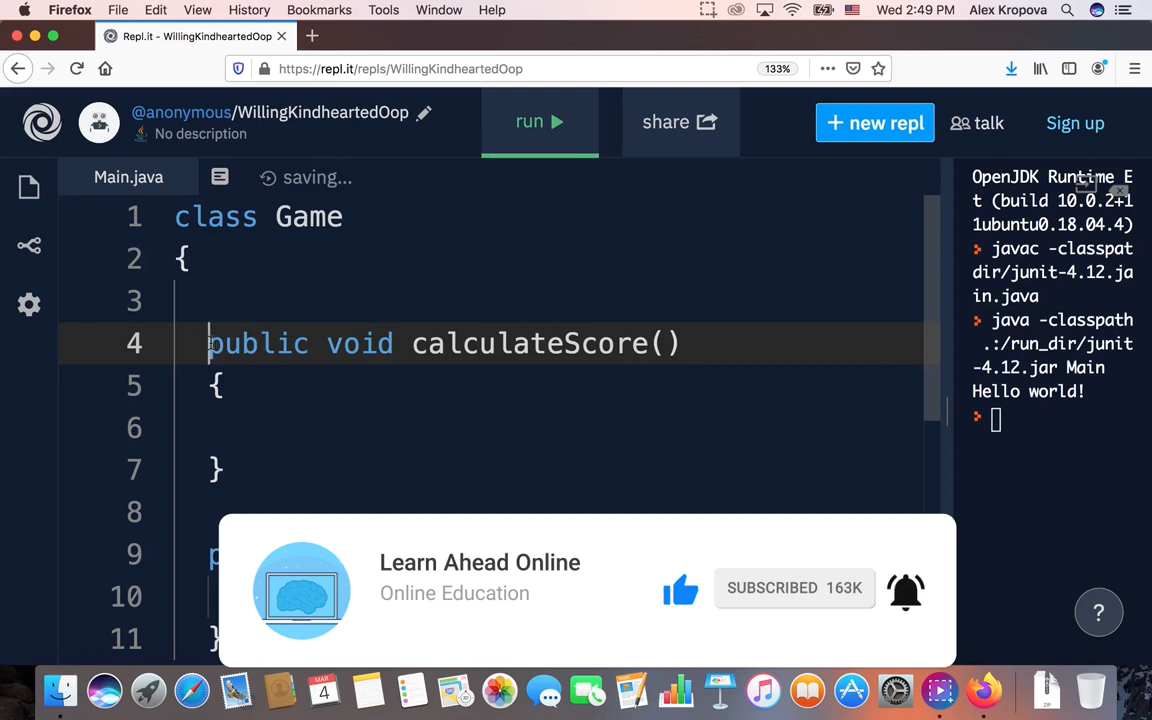 Firefox File Edit View History Bookmarks Tools Window Help Wed 2:49 PM Alex Kropova
Repl.it - WillingKindheartedOop
https://repl.it/repls/WillingKindheartedOop 133%
@anonymous/WillingKindheartedOop
No description
run
share
+ new repl
talk
Sign up
Main.java
saving...
1 class Game
2 {
3
4 public void calculateScore()
5 {
6
7 }
8
9 p
10
11 }
OpenJDK Runtime E
t (build 10.0.2+1
1ubuntu0.18.04.4)
javac -classpat
dir/junit-4.12.ja
in.java
java -classpath
.:/run_dir/junit
-4.12.jar Main
Hello world!
Learn Ahead Online
Online Education
SUBSCRIBED 163K
?
MAR
4
ZIP